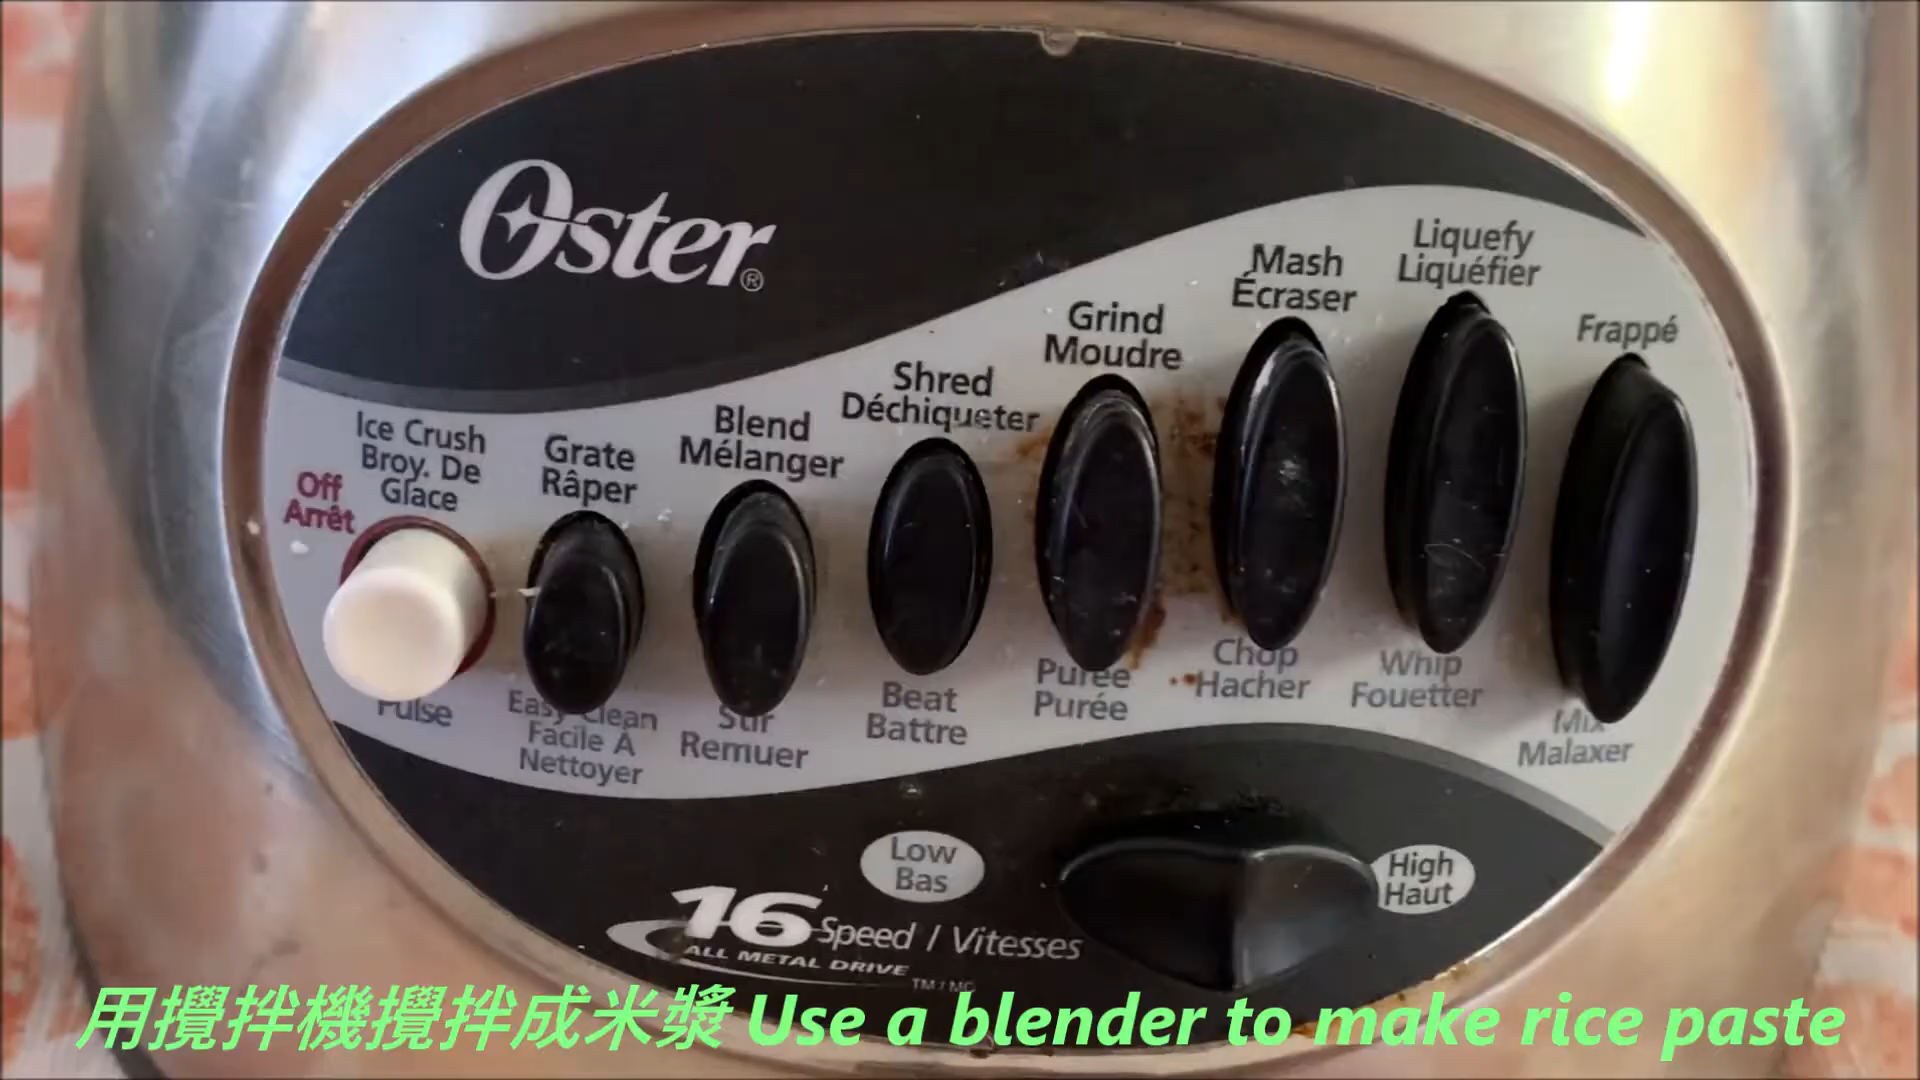 Oster®
Liquefy
Liquéfier
Mash
Écraser
Frappé
Grind
Moudre
Shred
Déchiqueter
Blend
Mélanger
Ice Crush
Broy. De
Glace
Grate
Râper
Off
Arrêt
Pulse
Easy Clean
Facile À
Nettoyer
Stir
Remuer
Beat
Battre
Purée
Purée
Chop
Hacher
Whip
Fouetter
Mix
Malaxer
Low
Bas
High
Haut
16 Speed / Vitesses
ALL METAL DRIVE
TM / MC
用攪拌機攪拌成米漿 Use a blender to make rice paste